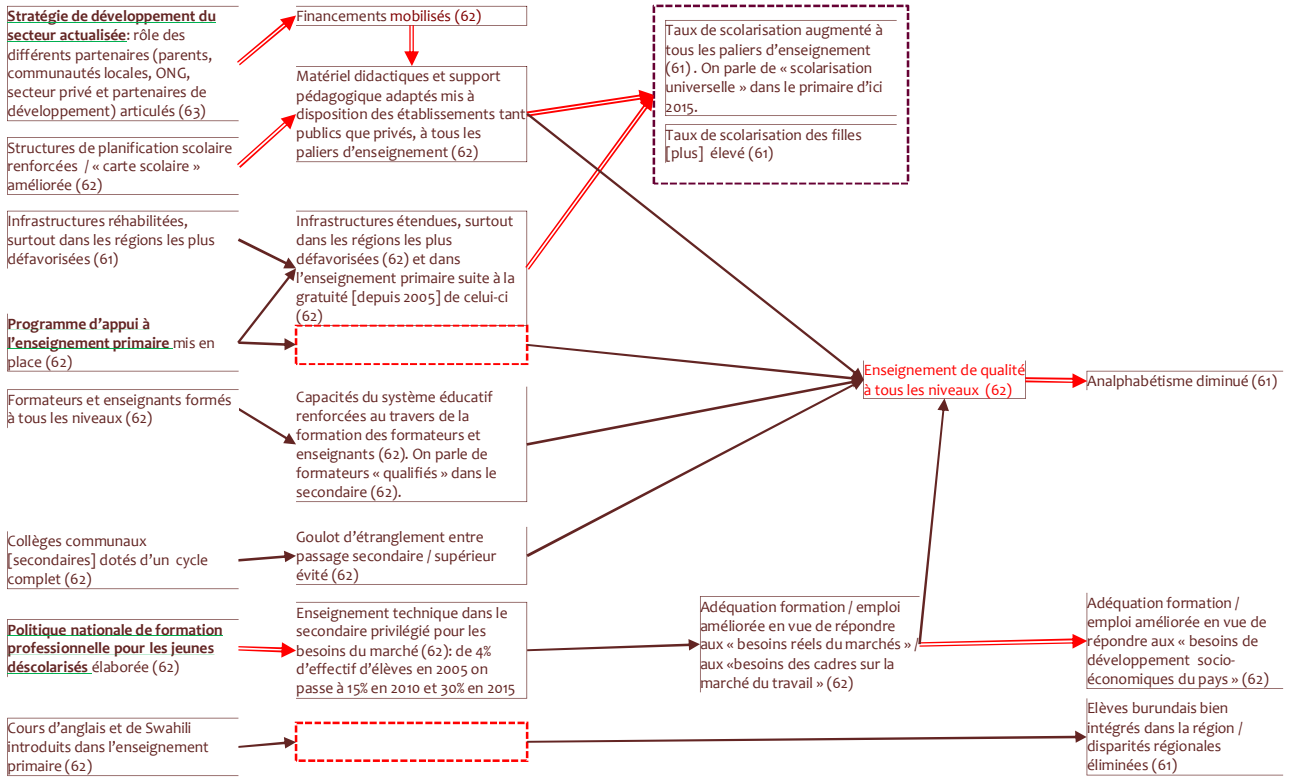 Stratégie de développement du
secteur actualisée: rôle des
différents partenaires (parents,
communautés locales, ONG,
secteur privé et partenaires de
développement) articulés (63)
Structures de planification scolaire
renforcées / « carte scolaire »
améliorée (62)
Infrastructures réhabilitées,
surtout dans les régions les plus
défavorisées (61)
Programme d'appui à
l'enseignement primaire mis en
place (62)
Formateurs et enseignants formés
à tous les niveaux (62)
Collèges communaux
[secondaires] dotés d'un cycle
complet (62)
Politique nationale de formation
professionnelle pour les jeunes
déscolarisés élaborée (62)
Cours d'anglais et de Swahili
introduits dans l'enseignement
primaire (62)
Financements mobilisés (62)
Matériel didactiques et support
pédagogique adaptés mis à
disposition des établissements tant
publics que privés, à tous les
paliers d'enseignement (62)
Infrastructures étendues, surtout
dans les régions les plus
défavorisées (62) et dans
l'enseignement primaire suite à la
gratuité [depuis 2005] de celui-ci
(62)
Capacités du système éducatif
renforcées au travers de la
formation des formateurs et
enseignants (62). On parle de
formateurs « qualifiés » dans le
secondaire (62).
Goulot d'étranglement entre
passage secondaire / supérieur
évité (62)
Enseignement technique dans le
secondaire privilégié pour les
besoins du marché (62): de 4%
d'effectif d'élèves en 2005 on
passe à 15% en 2010 et 30% en 2015
Taux de scolarisation augmenté à
tous les paliers d'enseignement
(61) . On parle de « scolarisation
universelle » dans le primaire d'ici
2015.
Taux de scolarisation des filles
[plus] élevé (61)
Adéquation formation / emploi
améliorée en vue de répondre
aux « besoins réels du marchés » /
aux «besoins des cadres sur la
marché du travail » (62)
Enseignement de qualité
à tous les niveaux (62)
Analphabétisme diminué (61)
Adéquation formation /
emploi améliorée en vue de
répondre aux « besoins de
développement socio-
économiques du pays » (62)
Elèves burundais bien
intégrés dans la région /
disparités régionales
éliminées (61)